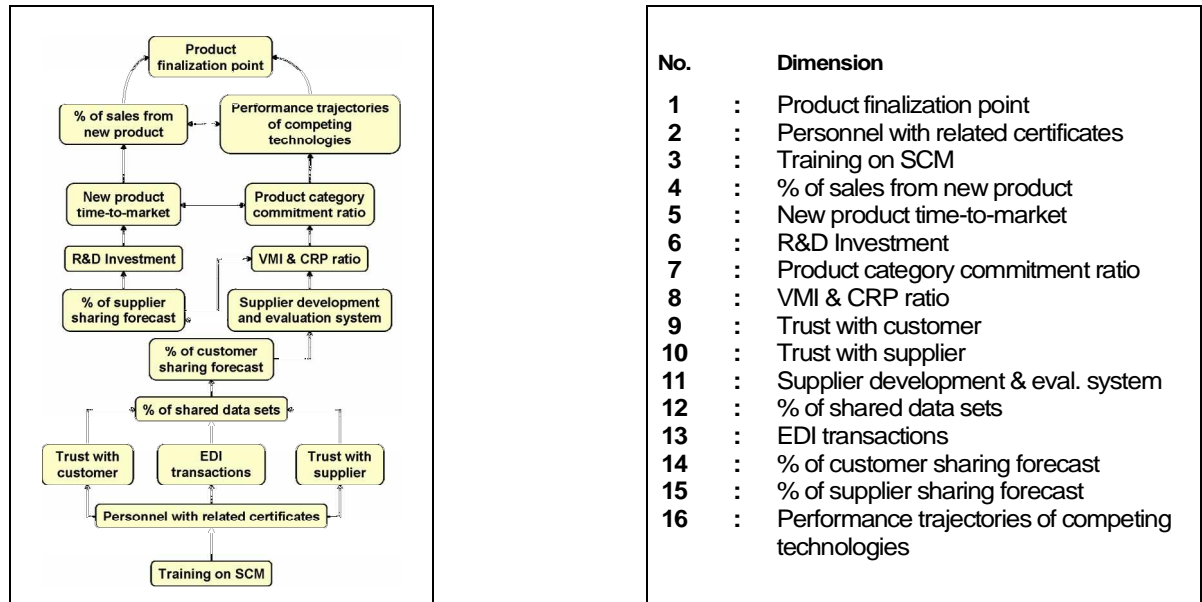 Product
finalization point
% of sales from
new product
Performance trajectories
of competing
technologies
New product
time-to-market
Product category
commitment ratio
R&D Investment
VMI & CRP ratio
% of supplier
sharing forecast
Supplier development
and evaluation system
% of customer
sharing forecast
% of shared data sets
Trust with
customer
EDI
transactions
Trust with
supplier
Personnel with related certificates
Training on SCM
No. Dimension
1 : Product finalization point
2 : Personnel with related certificates
3 : Training on SCM
4 : % of sales from new product
5 : New product time-to-market
6 : R&D Investment
7 : Product category commitment ratio
8 : VMI & CRP ratio
9 : Trust with customer
10 : Trust with supplier
11 : Supplier development & eval. system
12 : % of shared data sets
13 : EDI transactions
14 : % of customer sharing forecast
15 : % of supplier sharing forecast
16 : Performance trajectories of competing
technologies